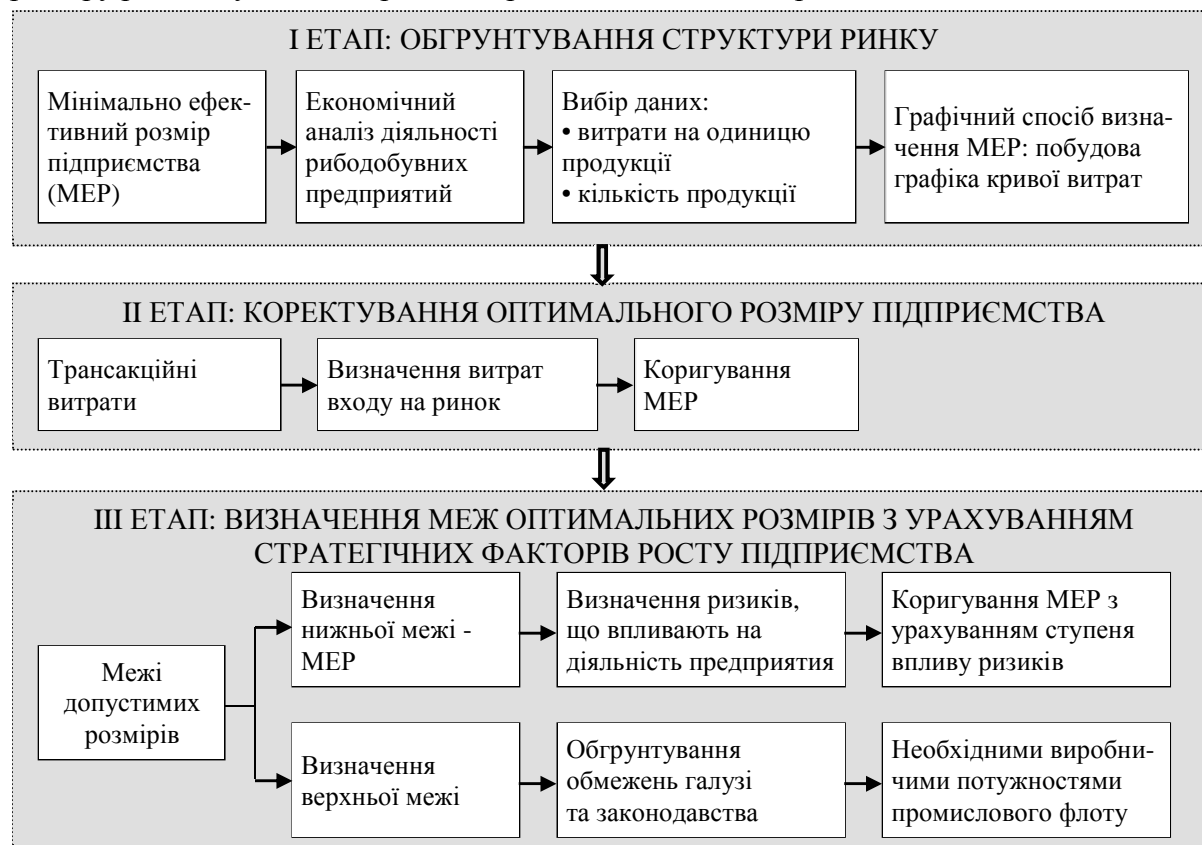 І ЕТАП: ОБГРУНТУВАННЯ СТРУКТУРИ РИНКУ
Мінімально ефек-
тивний розмір
підприємства
(МЕР)
Економічний
аналіз діяльності
рибодобувних
предприятий
Вибір даних:
• витрати на одиницю
продукції
• кількість продукції
Графічний спосіб визна-
чення МЕР: побудова
графіка кривої витрат
ІІ ЕТАП: КОРЕКТУВАННЯ ОПТИМАЛЬНОГО РОЗМІРУ ПІДПРИЄМСТВА
Трансакційні
витрати
Визначення витрат
входу на ринок
Коригування
МЕР
ІІІ ЕТАП: ВИЗНАЧЕННЯ МЕЖ ОПТИМАЛЬНИХ РОЗМІРІВ З УРАХУВАННЯМ
СТРАТЕГІЧНИХ ФАКТОРІВ РОСТУ ПІДПРИЄМСТВА
Межі
допустимих
розмірів
Визначення
нижньої межі -
МЕР
Визначення ризиків,
що впливають на
діяльність предприятия
Коригування МЕР з
урахуванням ступеня
впливу ризиків
Визначення
верхньої межі
Обгрунтування
обмежень галузі
та законодавства
Необхідними виробни-
чими потужностями
промислового флоту